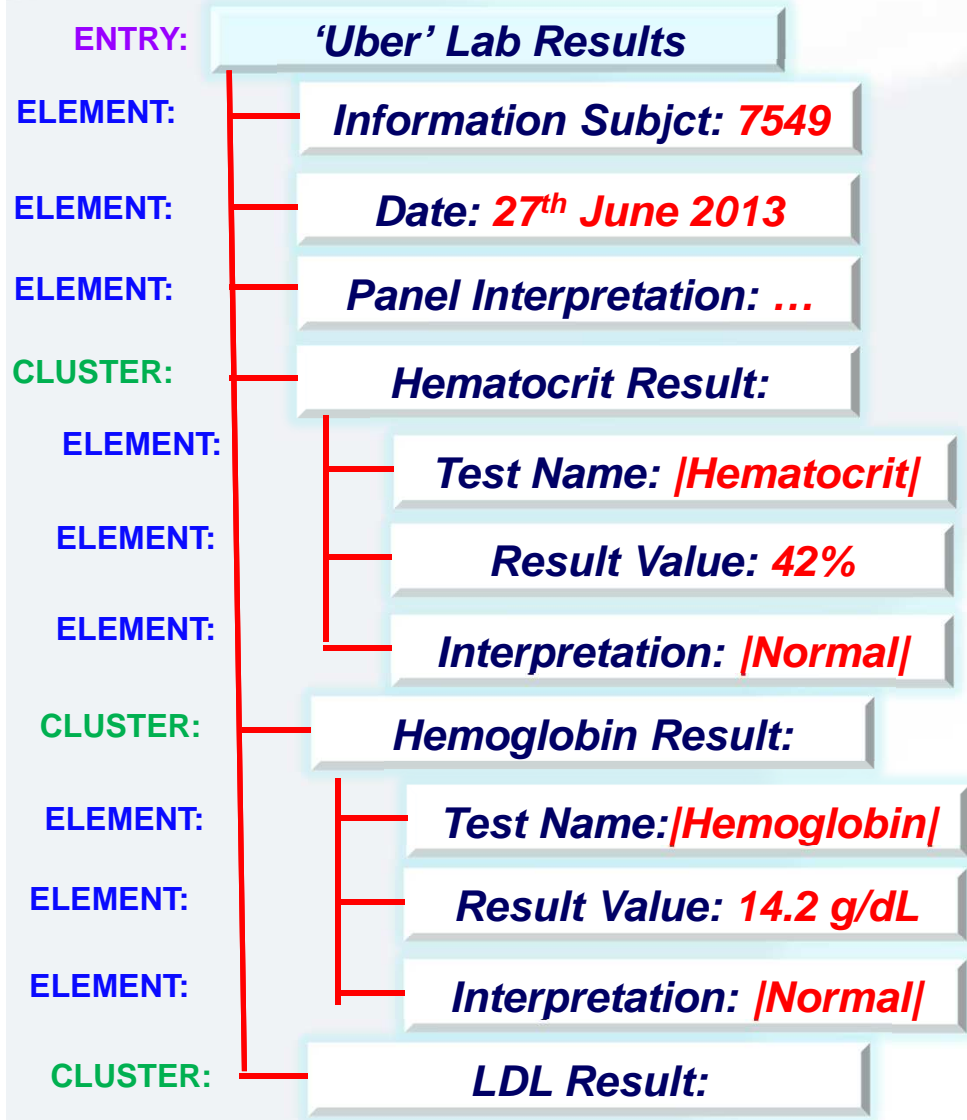 ENTRY: ‘Uber’ Lab Results
ELEMENT: Information Subjct: 7549
ELEMENT: Date: 27th June 2013
ELEMENT: Panel Interpretation: …
CLUSTER: Hematocrit Result:
ELEMENT: Test Name: |Hematocrit|
ELEMENT: Result Value: 42%
ELEMENT: Interpretation: |Normal|
CLUSTER: Hemoglobin Result:
ELEMENT: Test Name:|Hemoglobin|
ELEMENT: Result Value: 14.2 g/dL
ELEMENT: Interpretation: |Normal|
CLUSTER: LDL Result: